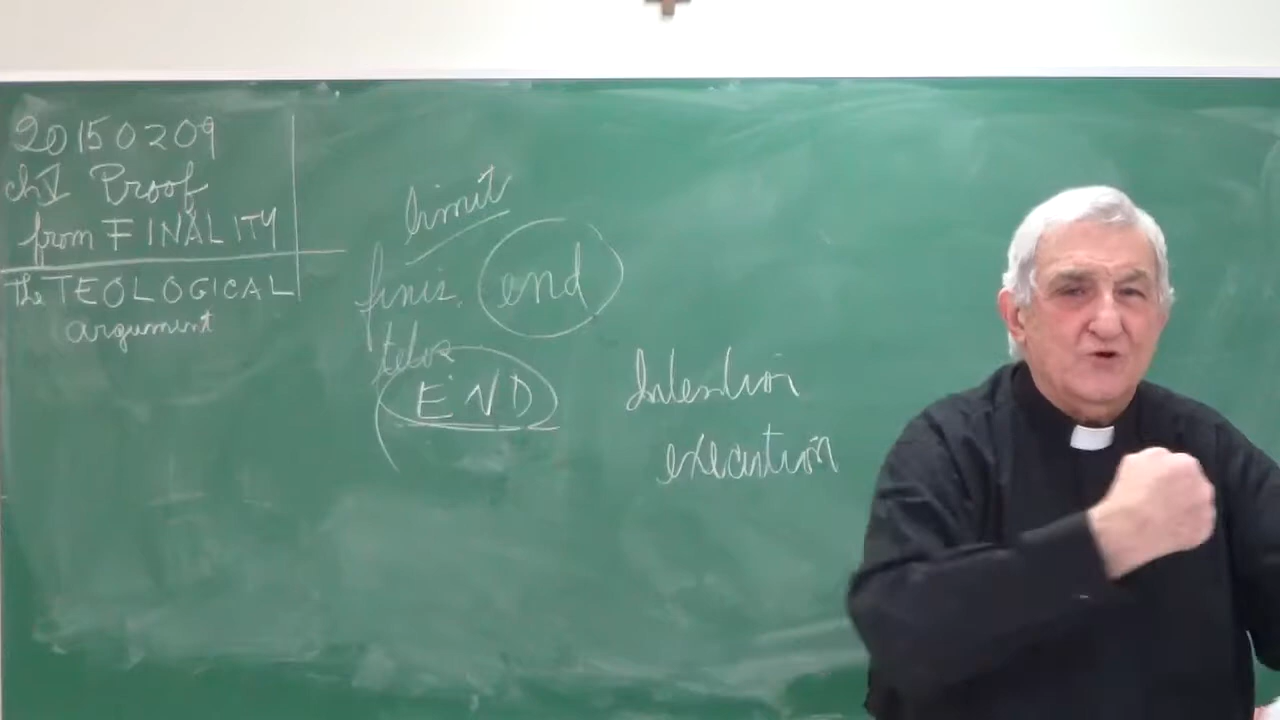 20150209
ch V Proof
from FINALITY
the TEOLOGICAL
argument
limit
finis. end
telos
END
Intention
execution